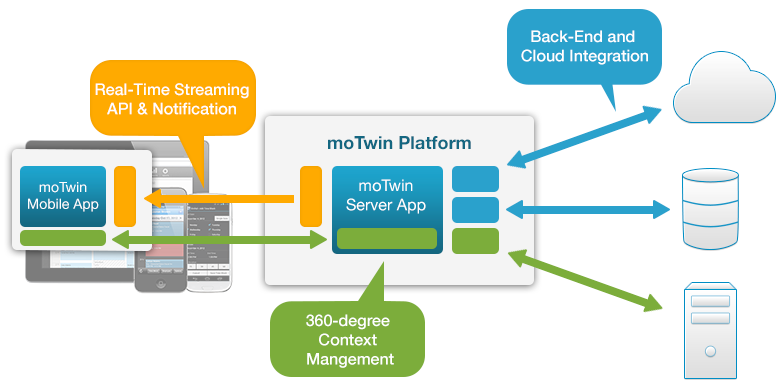 Back-End and
Cloud Integration
Real-Time Streaming
API & Notification
moTwin Platform
moTwin
Mobile App
moTwin
Server App
360-degree
Context
Mangement